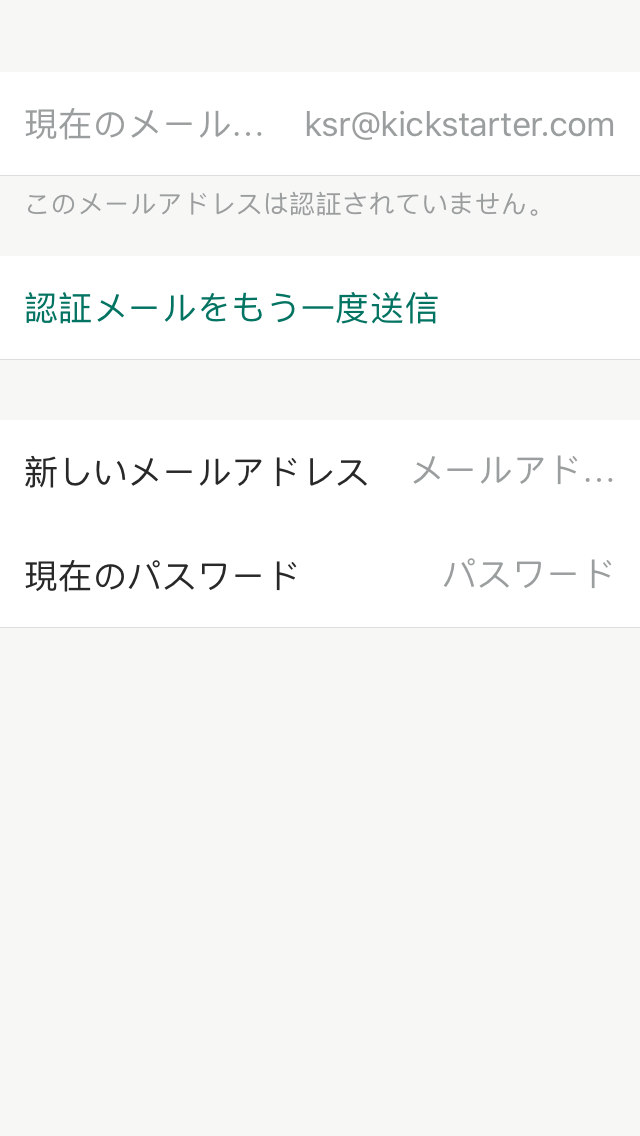 現在のメール… ksr@kickstarter.com
このメールアドレスは認証されていません。
認証メールをもう一度送信
新しいメールアドレス メールアド…
現在のパスワード パスワード